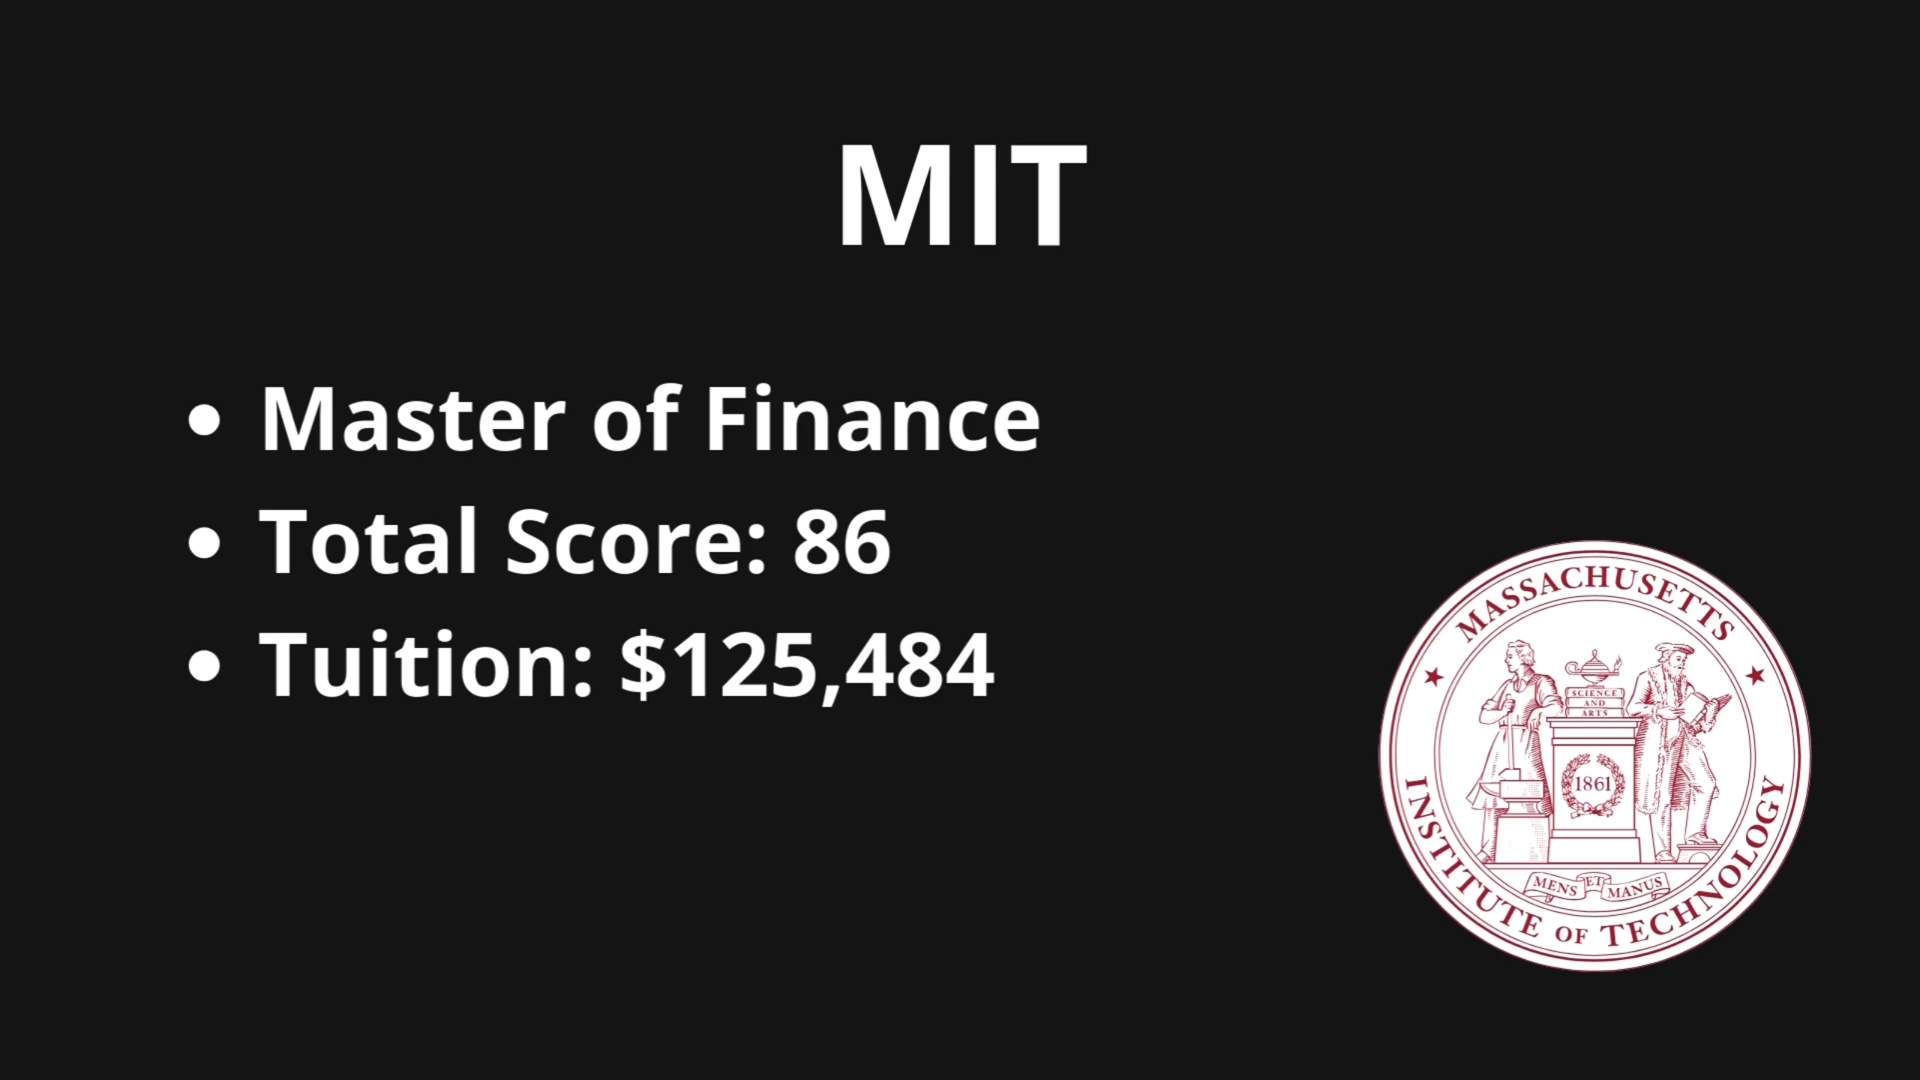 MIT
• Master of Finance
• Total Score: 86
• Tuition: $125,484
MASSACHUSETTS
SCIENCE
AND
ARTS
1861
MENS ET MANUS
INSTITUTE OF TECHNOLOGY